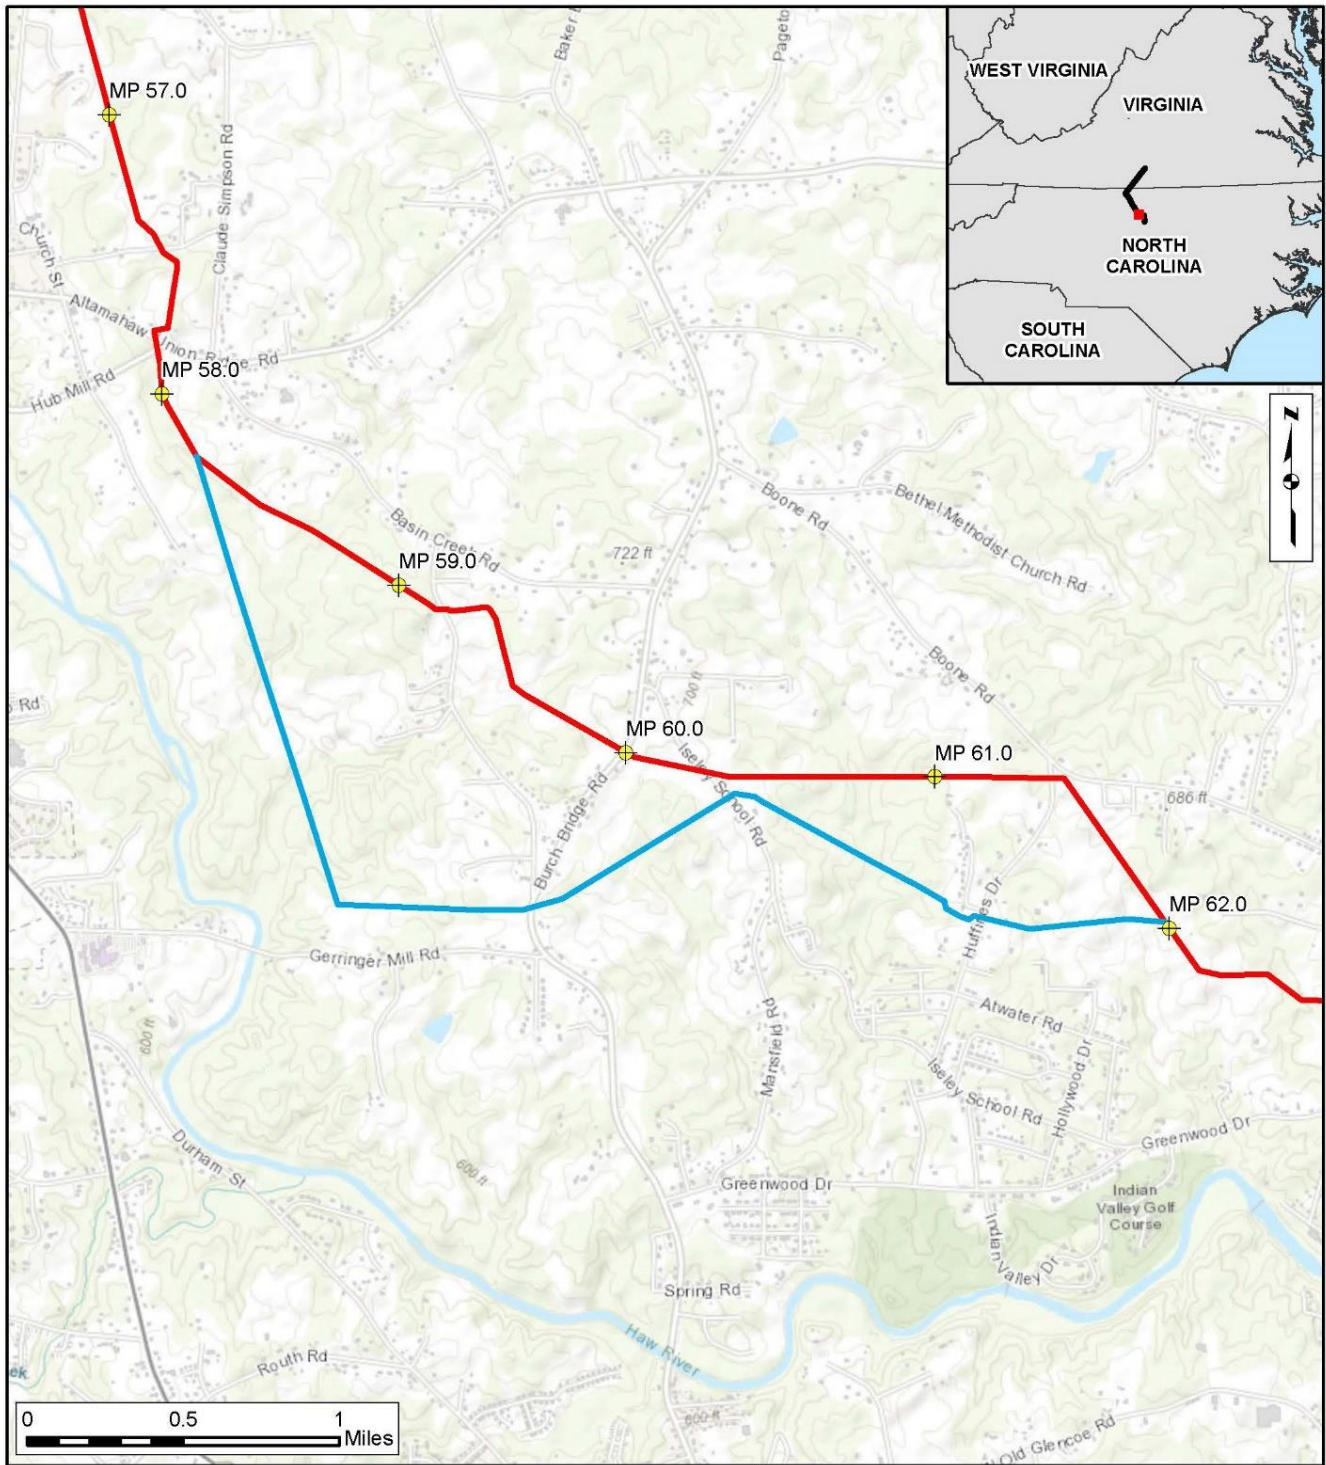 MP 57.0
Claude Simpson Rd
Church St
Altamahaw Union Ridge Rd
Hub Mill Rd
MP 58.0
WEST VIRGINIA
VIRGINIA
NORTH
CAROLINA
SOUTH
CAROLINA
N
Boone Rd
Bethel Methodist Church Rd
Basin Creek Rd
722 ft
MP 59.0
Boone Rd
700 ft
Rd
MP 60.0
Iseley School Rd
MP 61.0
686 ft
Burch Bridge Rd
Huffines Dr
MP 62.0
Gerringer Mill Rd
600 ft
Mansfield Rd
Atwater Rd
Iseley School Rd
Hollywood Dr
Greenwood Dr
Durham St
600 ft
Greenwood Dr
Indian
Valley Golf
Course
Indian Valley Dr
Spring Rd
Haw River
Routh Rd
ek
600 ft
Old Glencoe Rd
0 0.5 1
Miles